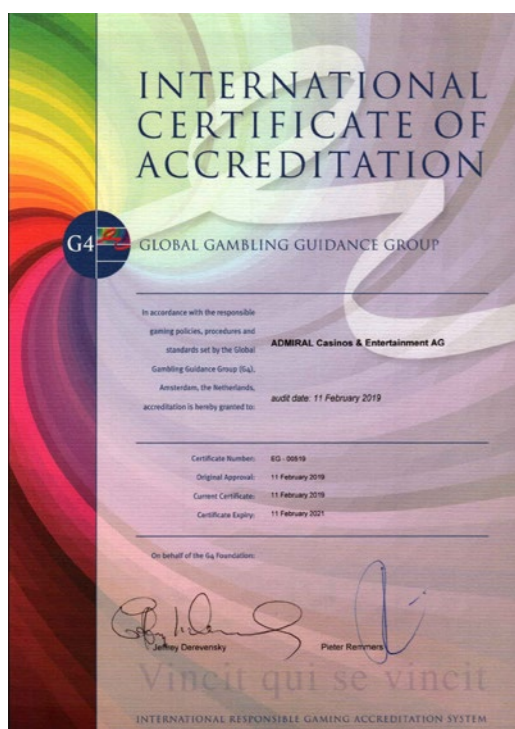 INTERNATIONAL
CERTIFICATE OF
ACCREDITATION
G4
GLOBAL GAMBLING GUIDANCE GROUP
In accordance with the responsible
gaming policies, procedures and
standards set by the Global
Gambling Guidance Group (G4),
Amsterdam, the Netherlands,
accreditation is hereby granted to:
ADMIRAL Casinos & Entertainment AG
audit date: 11 February 2019
Certificate Number: EG - 00519
Original Approval: 11 February 2019
Current Certificate: 11 February 2019
Certificate Expiry: 11 February 2021
On behalf of the G4 Foundation:
Jeffrey Derevensky
Pieter Remmers
Vincit qui se vincit
INTERNATIONAL RESPONSIBLE GAMING ACCREDITATION SYSTEM